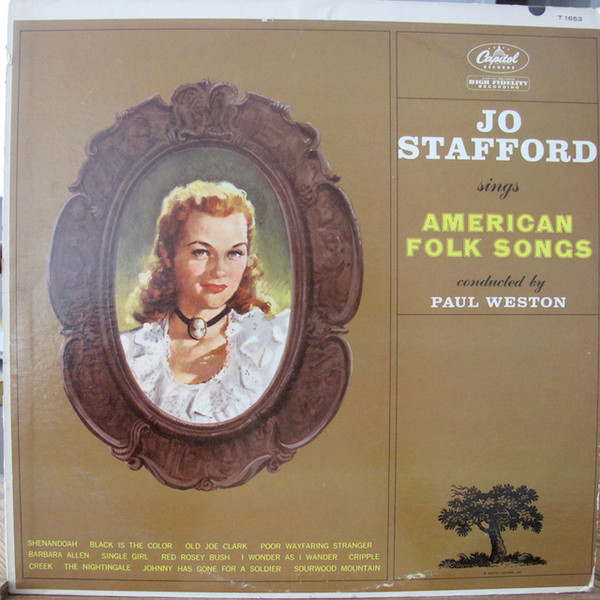 T 1653
Capitol
RECORDS
HIGH FIDELITY
RECORDING
JO
STAFFORD
sings
AMERICAN
FOLK SONGS
conducted by
PAUL WESTON
SHENANDOAH BLACK IS THE COLOR OLD JOE CLARK POOR WAYFARING STRANGER
BARBARA ALLEN SINGLE GIRL RED ROSEY BUSH I WONDER AS I WANDER CRIPPLE
CREEK THE NIGHTINGALE JOHNNY HAS GONE FOR A SOLDIER SOURWOOD MOUNTAIN